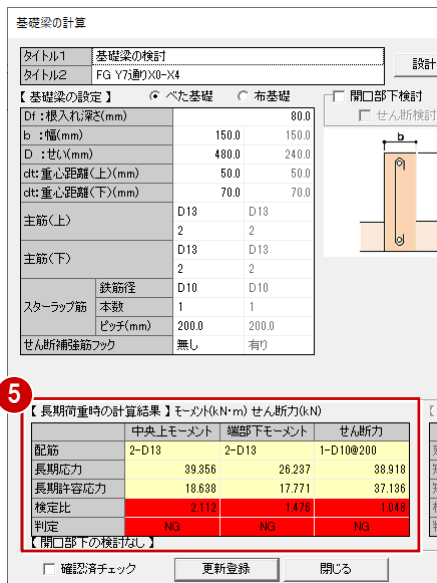 基礎梁の計算
タイトル1 基礎梁の検討
設計
タイトル2 FG Y7通りX0-X4
【 基礎梁の設定 】 べた基礎 布基礎 開口部下検討
せん断検討
Df :根入れ深さ(mm) 80.0
b :幅(mm) 150.0 150.0
D :せい(mm) 480.0 240.0
dt:重心距離(上)(mm) 50.0 50.0
dt:重心距離(下)(mm) 70.0 70.0
b
主筋(上) D13 D13
2 2
主筋(下) D13 D13
2 2
スターラップ筋 鉄筋径 D10 D10
本数 1 1
ピッチ(mm) 200.0 200.0
せん断補強筋フック 無し 有り
5
【 長期荷重時の計算結果 】モーメント(kN・m) せん断力(kN)
中央上モーメント 端部下モーメント せん断力
配筋 2-D13 2-D13 1-D10@200
長期応力 39.356 26.237 38.918
長期許容応力 18.638 17.771 37.136
検定比 2.112 1.476 1.048
判定 NG NG NG
【 開口部下の検討なし 】
確認済チェック 更新登録 閉じる